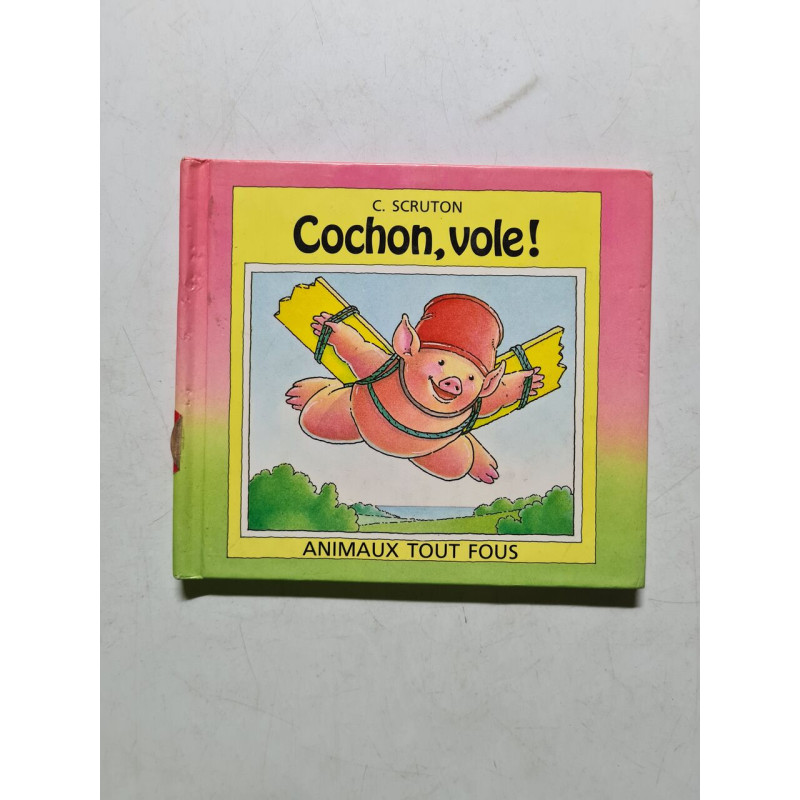 C. SCRUTON
Cochon, vole!
ANIMAUX TOUT FOUS